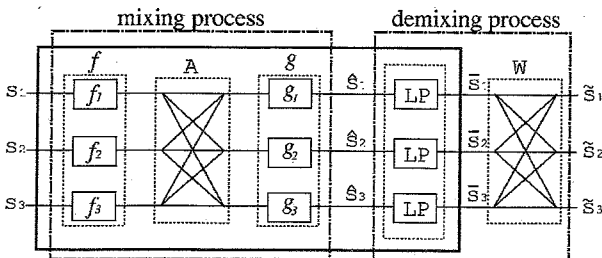 mixing process demixing process
f A g Ŝ1 S̄1 W
S1 f1 g1 LP S̃1
S2 f2 g2 Ŝ2 LP S̄2 S̃2
S3 f3 g3 Ŝ3 LP S̄3 S̃3